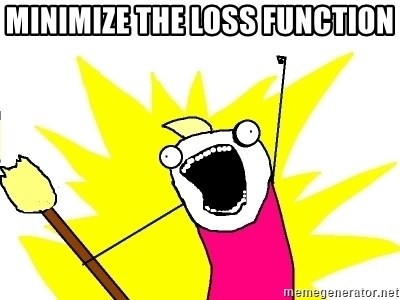 MINIMIZE THE LOSS FUNCTION
memegenerator.net